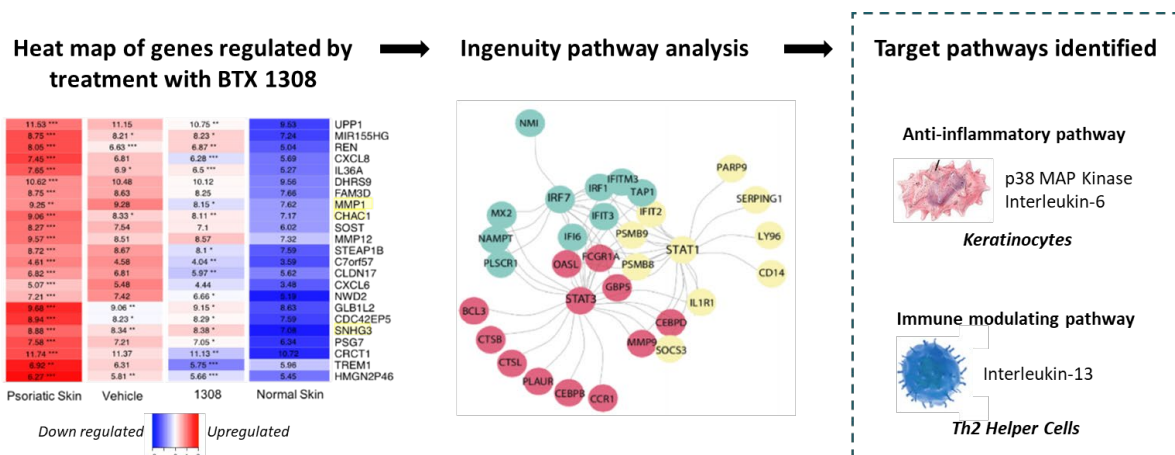 Heat map of genes regulated by
treatment with BTX 1308
Ingenuity pathway analysis
Target pathways identified
11.53 *** 11.15 10.75 ** 9.53 UPP1
8.75 *** 8.21 * 8.23 * 7.24 MIR155HG
8.05 *** 6.63 *** 6.87 ** 5.04 REN
7.45 *** 6.81 6.28 *** 5.69 CXCL8
7.65 *** 6.9 * 6.5 *** 5.27 IL36A
10.62 *** 10.48 10.12 9.56 DHRS9
8.75 *** 8.63 8.25 7.66 FAM3D
9.25 ** 9.28 8.15 * 7.62 MMP1
9.06 *** 8.33 * 8.11 ** 7.17 CHAC1
8.27 *** 7.54 7.1 6.02 SOST
9.57 *** 8.51 8.57 7.32 MMP12
8.72 *** 8.67 8.1 * 7.59 STEAP1B
4.61 *** 4.58 4.04 ** 3.59 C7orf57
6.82 *** 6.81 5.97 ** 5.62 CLDN17
5.07 *** 5.48 4.44 3.48 CXCL6
7.21 *** 7.42 6.66 * 5.19 NWD2
9.68 *** 9.06 ** 9.15 * 8.63 GLB1L2
8.94 *** 8.23 * 8.29 * 7.59 CDC42EP5
8.88 *** 8.34 ** 8.38 * 7.08 SNHG3
7.58 *** 7.21 7.05 * 6.34 PSG7
11.74 *** 11.37 11.13 ** 10.72 CRCT1
6.92 ** 6.31 5.75 *** 5.96 TREM1
6.27 *** 5.81 ** 5.66 *** 5.45 HMGN2P46
Psoriatic Skin Vehicle 1308 Normal Skin
Down regulated Upregulated
NMI
PARP9
IFITM3
IRF1
TAP1
IRF7
SERPING1
MX2
IFIT3
IFIT2
NAMPT
IFI6
PSMB9
LY96
STAT1
PLSCR1
OASL
FCGR1A
PSMB8
CD14
GBP5
STAT3
IL1R1
BCL3
CEBPD
CTSB
MMP9
SOCS3
CTSL
PLAUR
CEBPB
CCR1
Anti-inflammatory pathway
p38 MAP Kinase
Interleukin-6
Keratinocytes
Immune modulating pathway
Interleukin-13
Th2 Helper Cells